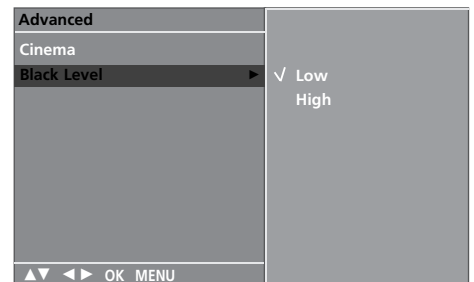 Advanced
Cinema
Black Level ►
√ Low
High
▲▼ ◄► OK MENU